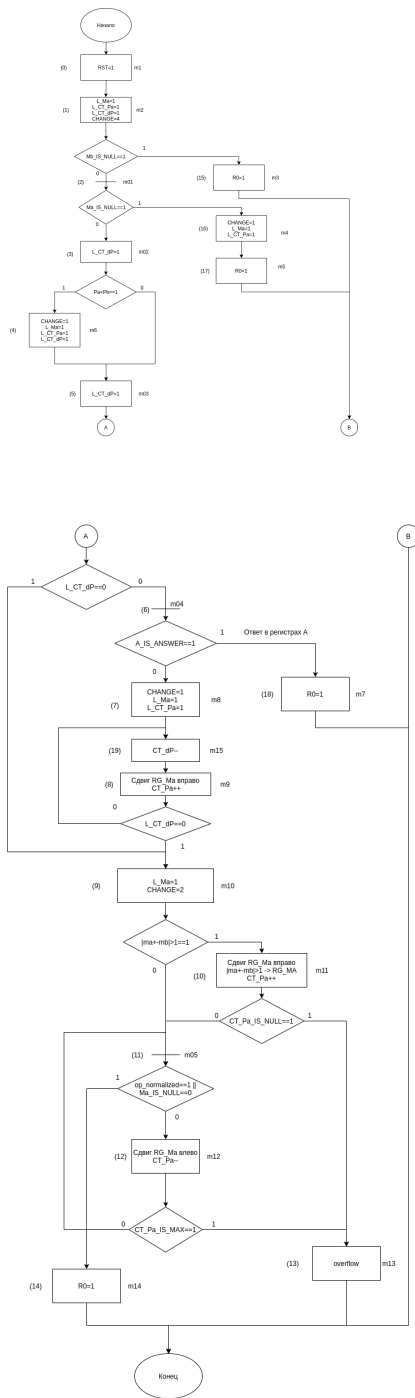 Начало
(0)
RST=1
m1
(1)
L_Ma=1
L_CT_Pa=1
L_CT_dP=1
CHANGE=4
m2
Mb_IS_NULL==1
1
0
(15)
R0=1
m3
(2)
m01
Ma_IS_NULL==1
1
0
(16)
CHANGE=1
L_Ma=1
L_CT_Pa=1
m4
(3)
L_CT_dP=1
m02
(17)
R0=1
m5
1
Pa<Pb==1
0
(4)
CHANGE=1
L_Ma=1
L_CT_Pa=1
L_CT_dP=1
m6
(5)
L_CT_dP=1
m03
A
B
A
B
1
L_CT_dP==0
0
(6)
m04
A_IS_ANSWER==1
1
Ответ в регистрах А
0
(7)
CHANGE=1
L_Ma=1
L_CT_Pa=1
m8
(18)
R0=1
m7
(19)
CT_dP--
m15
(8)
Сдвиг RG_Ma вправо
CT_Pa++
m9
0
L_CT_dP==0
1
(9)
L_Ma=1
CHANGE=2
m10
|ma+-mb|>1==1
1
0
(10)
Сдвиг RG_Ma вправо
|ma+-mb|>1 -> RG_MA
CT_Pa++
m11
0
CT_Pa_IS_NULL==1
1
(11)
m05
1
op_normalized==1 ||
Ma_IS_NULL==0
0
(12)
Сдвиг RG_Ma влево
CT_Pa--
m12
0
CT_Pa_IS_MAX==1
1
(13)
overflow
m13
(14)
R0=1
m14
Конец